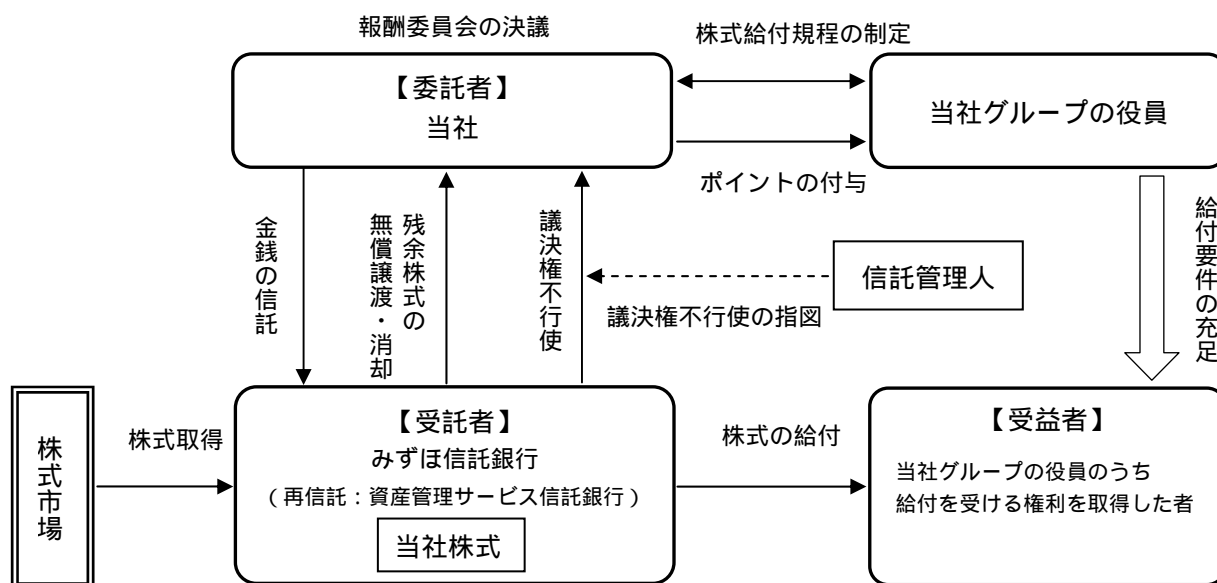 報酬委員会の決議
株式給付規程の制定
【委託者】
当社
当社グループの役員
ポイントの付与
金銭の信託
残余株式の
無償譲渡・消却
議決権不行使
信託管理人
議決権不行使の指図
給付要件の充足
株式市場
株式取得
【受託者】
みずほ信託銀行
（再信託：資産管理サービス信託銀行）
当社株式
株式の給付
【受益者】
当社グループの役員のうち
給付を受ける権利を取得した者